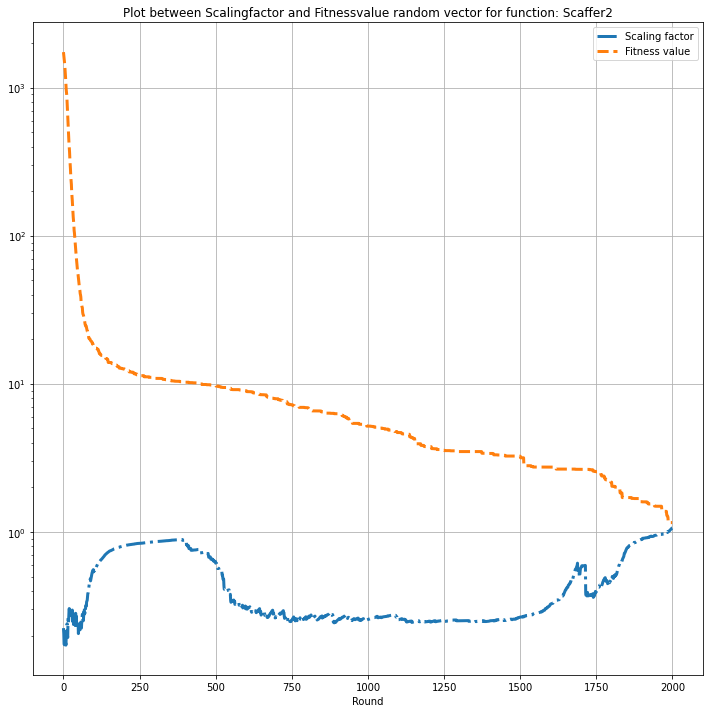 Plot between Scalingfactor and Fitnessvalue random vector for function: Scaffer2
Scaling factor
Fitness value
10³
10²
10¹
10⁰
0 250 500 750 1000 1250 1500 1750 2000
Round